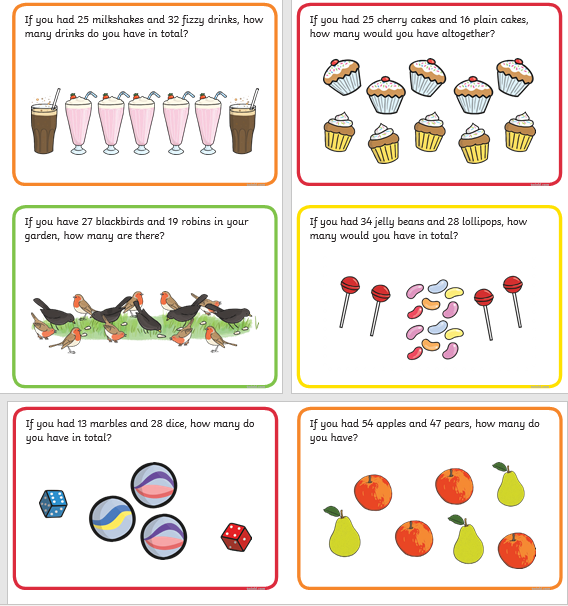 If you had 25 milkshakes and 32 fizzy drinks, how
many drinks do you have in total?
If you had 25 cherry cakes and 16 plain cakes,
how many would you have altogether?
If you have 27 blackbirds and 19 robins in your
garden, how many are there?
If you had 34 jelly beans and 28 lollipops, how
many would you have in total?
If you had 13 marbles and 28 dice, how many do
you have in total?
If you had 54 apples and 47 pears, how many do
you have?